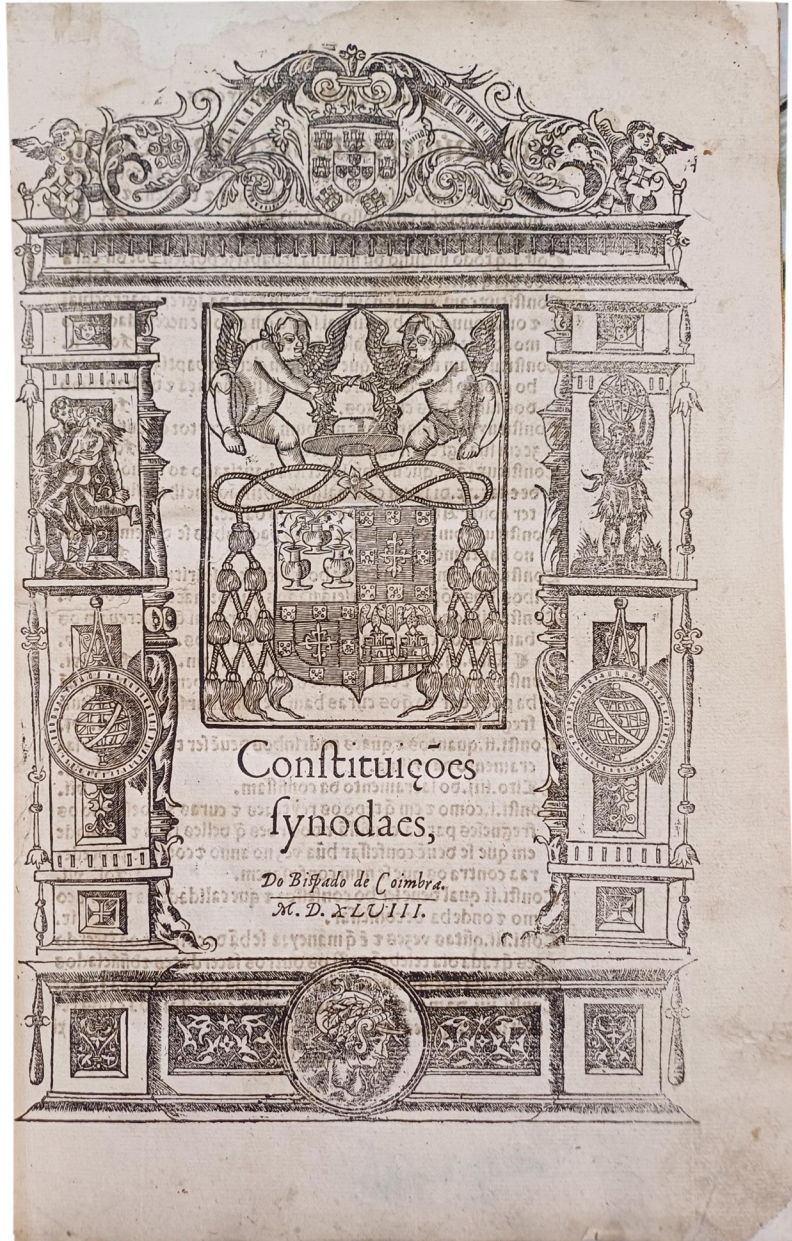 Conſtituições
ſynodaes,
Do Biſpado de Coimbra.
M. D. XLVIII.